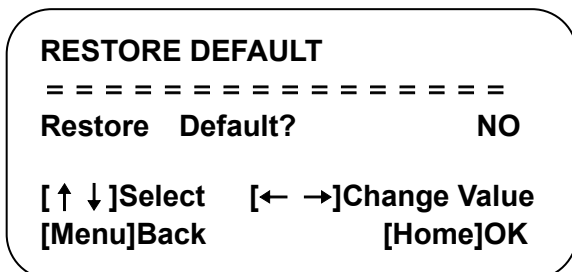 RESTORE DEFAULT
= = = = = = = = = = = = = = = =
Restore Default? NO
[↑ ↓]Select [← →]Change Value
[Menu]Back [Home]OK